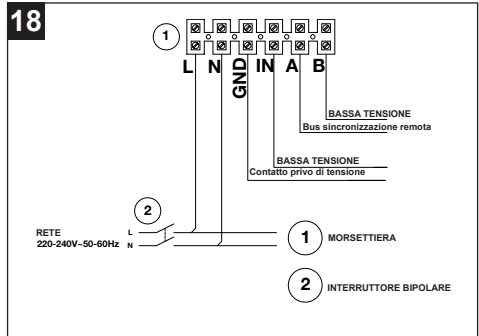 18
1
L N GND IN A B
BASSA TENSIONE
Bus sincronizzazione remota
BASSA TENSIONE
Contatto privo di tensione
2
RETE
220-240V~50-60Hz
L
N
1 MORSETTIERA
2 INTERRUTTORE BIPOLARE